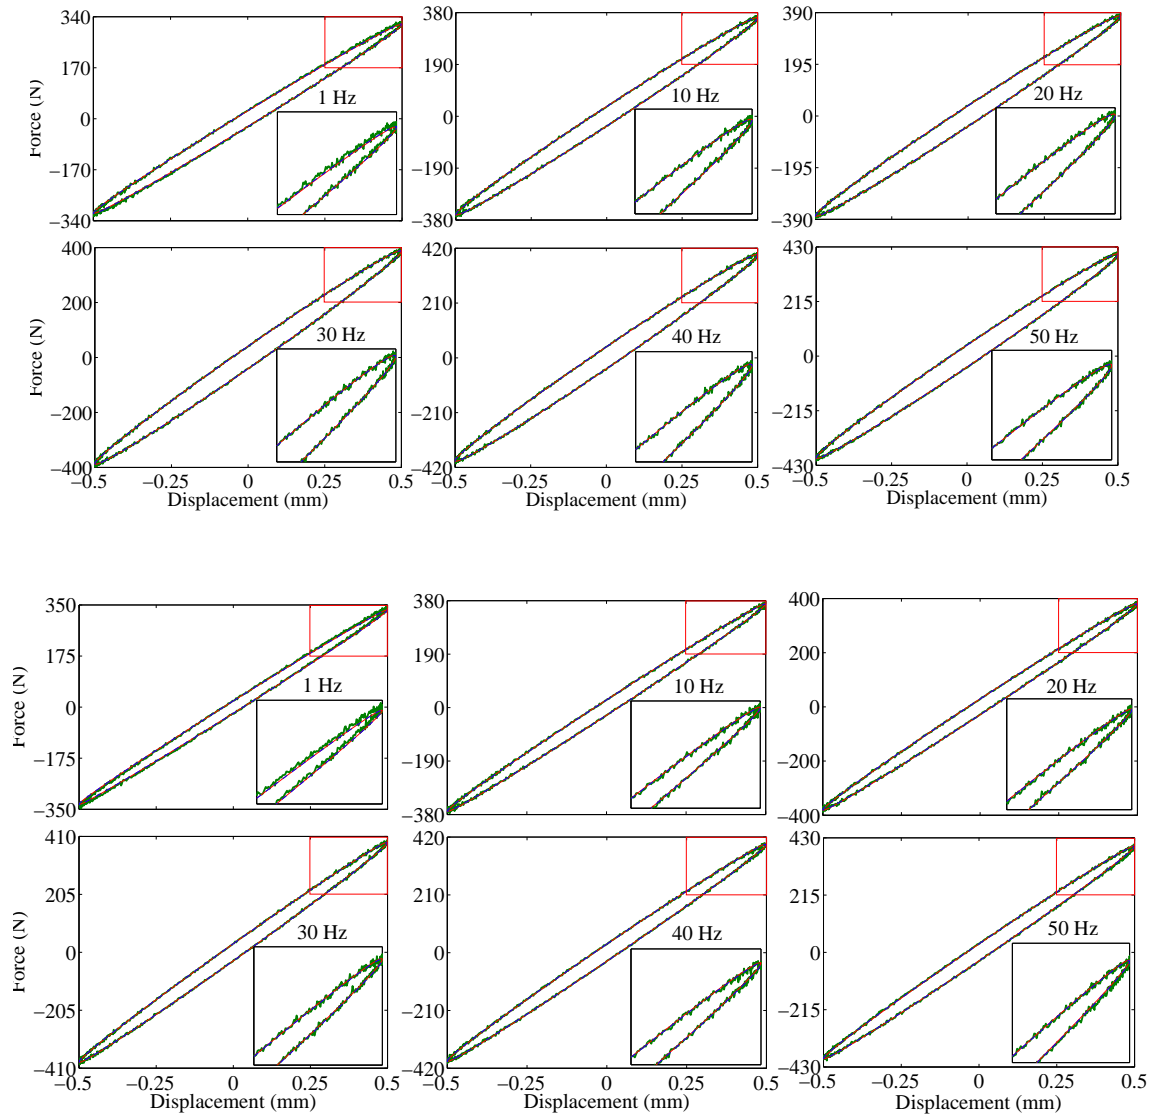 340
170
0
−170
−340
Force (N)
1 Hz
380
190
0
−190
−380
10 Hz
390
195
0
−195
−390
20 Hz
400
200
0
−200
−400
Force (N)
30 Hz
−0.5 −0.25 0 0.25 0.5
Displacement (mm)
420
210
0
−210
−420
40 Hz
−0.5 −0.25 0 0.25 0.5
Displacement (mm)
430
215
0
−215
−430
50 Hz
−0.5 −0.25 0 0.25 0.5
Displacement (mm)
350
175
0
−175
−350
Force (N)
1 Hz
380
190
0
−190
−380
10 Hz
400
200
0
−200
−400
20 Hz
410
205
0
−205
−410
Force (N)
30 Hz
−0.5 −0.25 0 0.25 0.5
Displacement (mm)
420
210
0
−210
−420
40 Hz
−0.5 −0.25 0 0.25 0.5
Displacement (mm)
430
215
0
−215
−430
50 Hz
−0.5 −0.25 0 0.25 0.5
Displacement (mm)